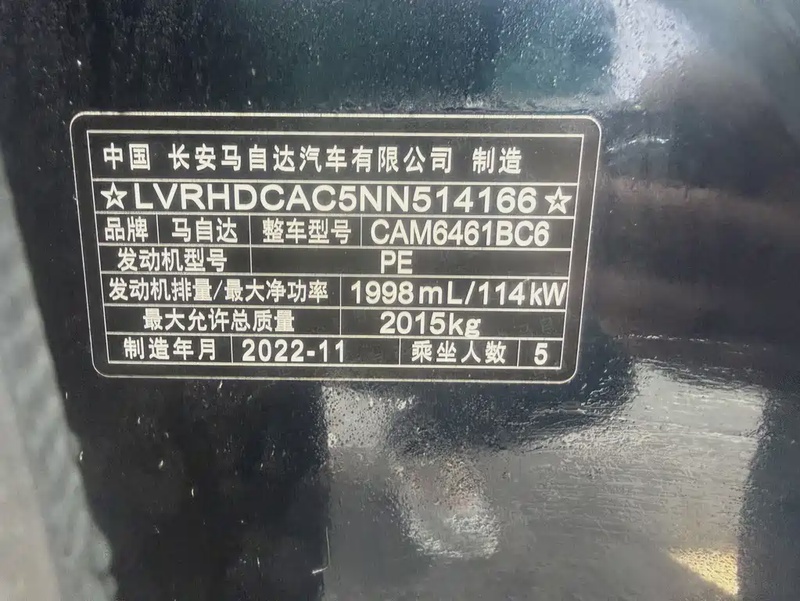 中国 长安马自达汽车有限公司 制造
☆LVRHDCAC5NN514166☆
品牌 马自达 整车型号 CAM6461BC6
发动机型号 PE
发动机排量/最大净功率 1998mL/114kW
最大允许总质量 2015kg
制造年月 2022-11 乘坐人数 5